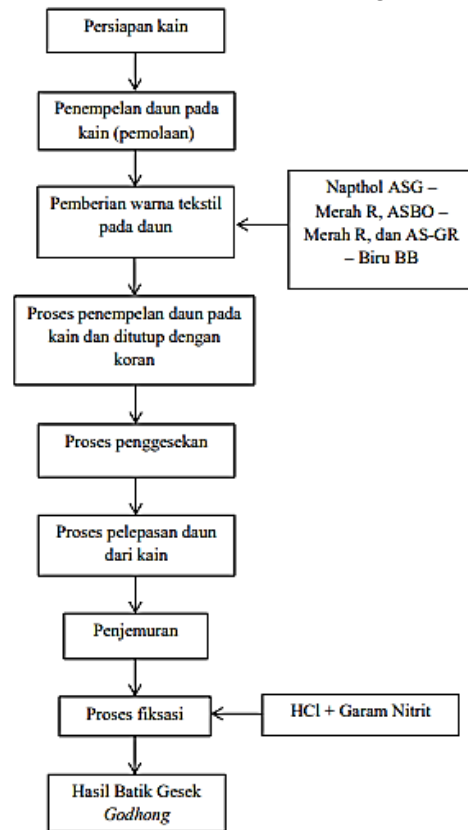 Persiapan kain
Penempelan daun pada
kain (pemolaan)
Pemberian warna tekstil
pada daun
Napthol ASG –
Merah R, ASBO –
Merah R, dan AS-GR
– Biru BB
Proses penempelan daun pada
kain dan ditutup dengan
koran
Proses penggesekan
Proses pelepasan daun
dari kain
Penjemuran
Proses fiksasi
HCl + Garam Nitrit
Hasil Batik Gesek
Godhong